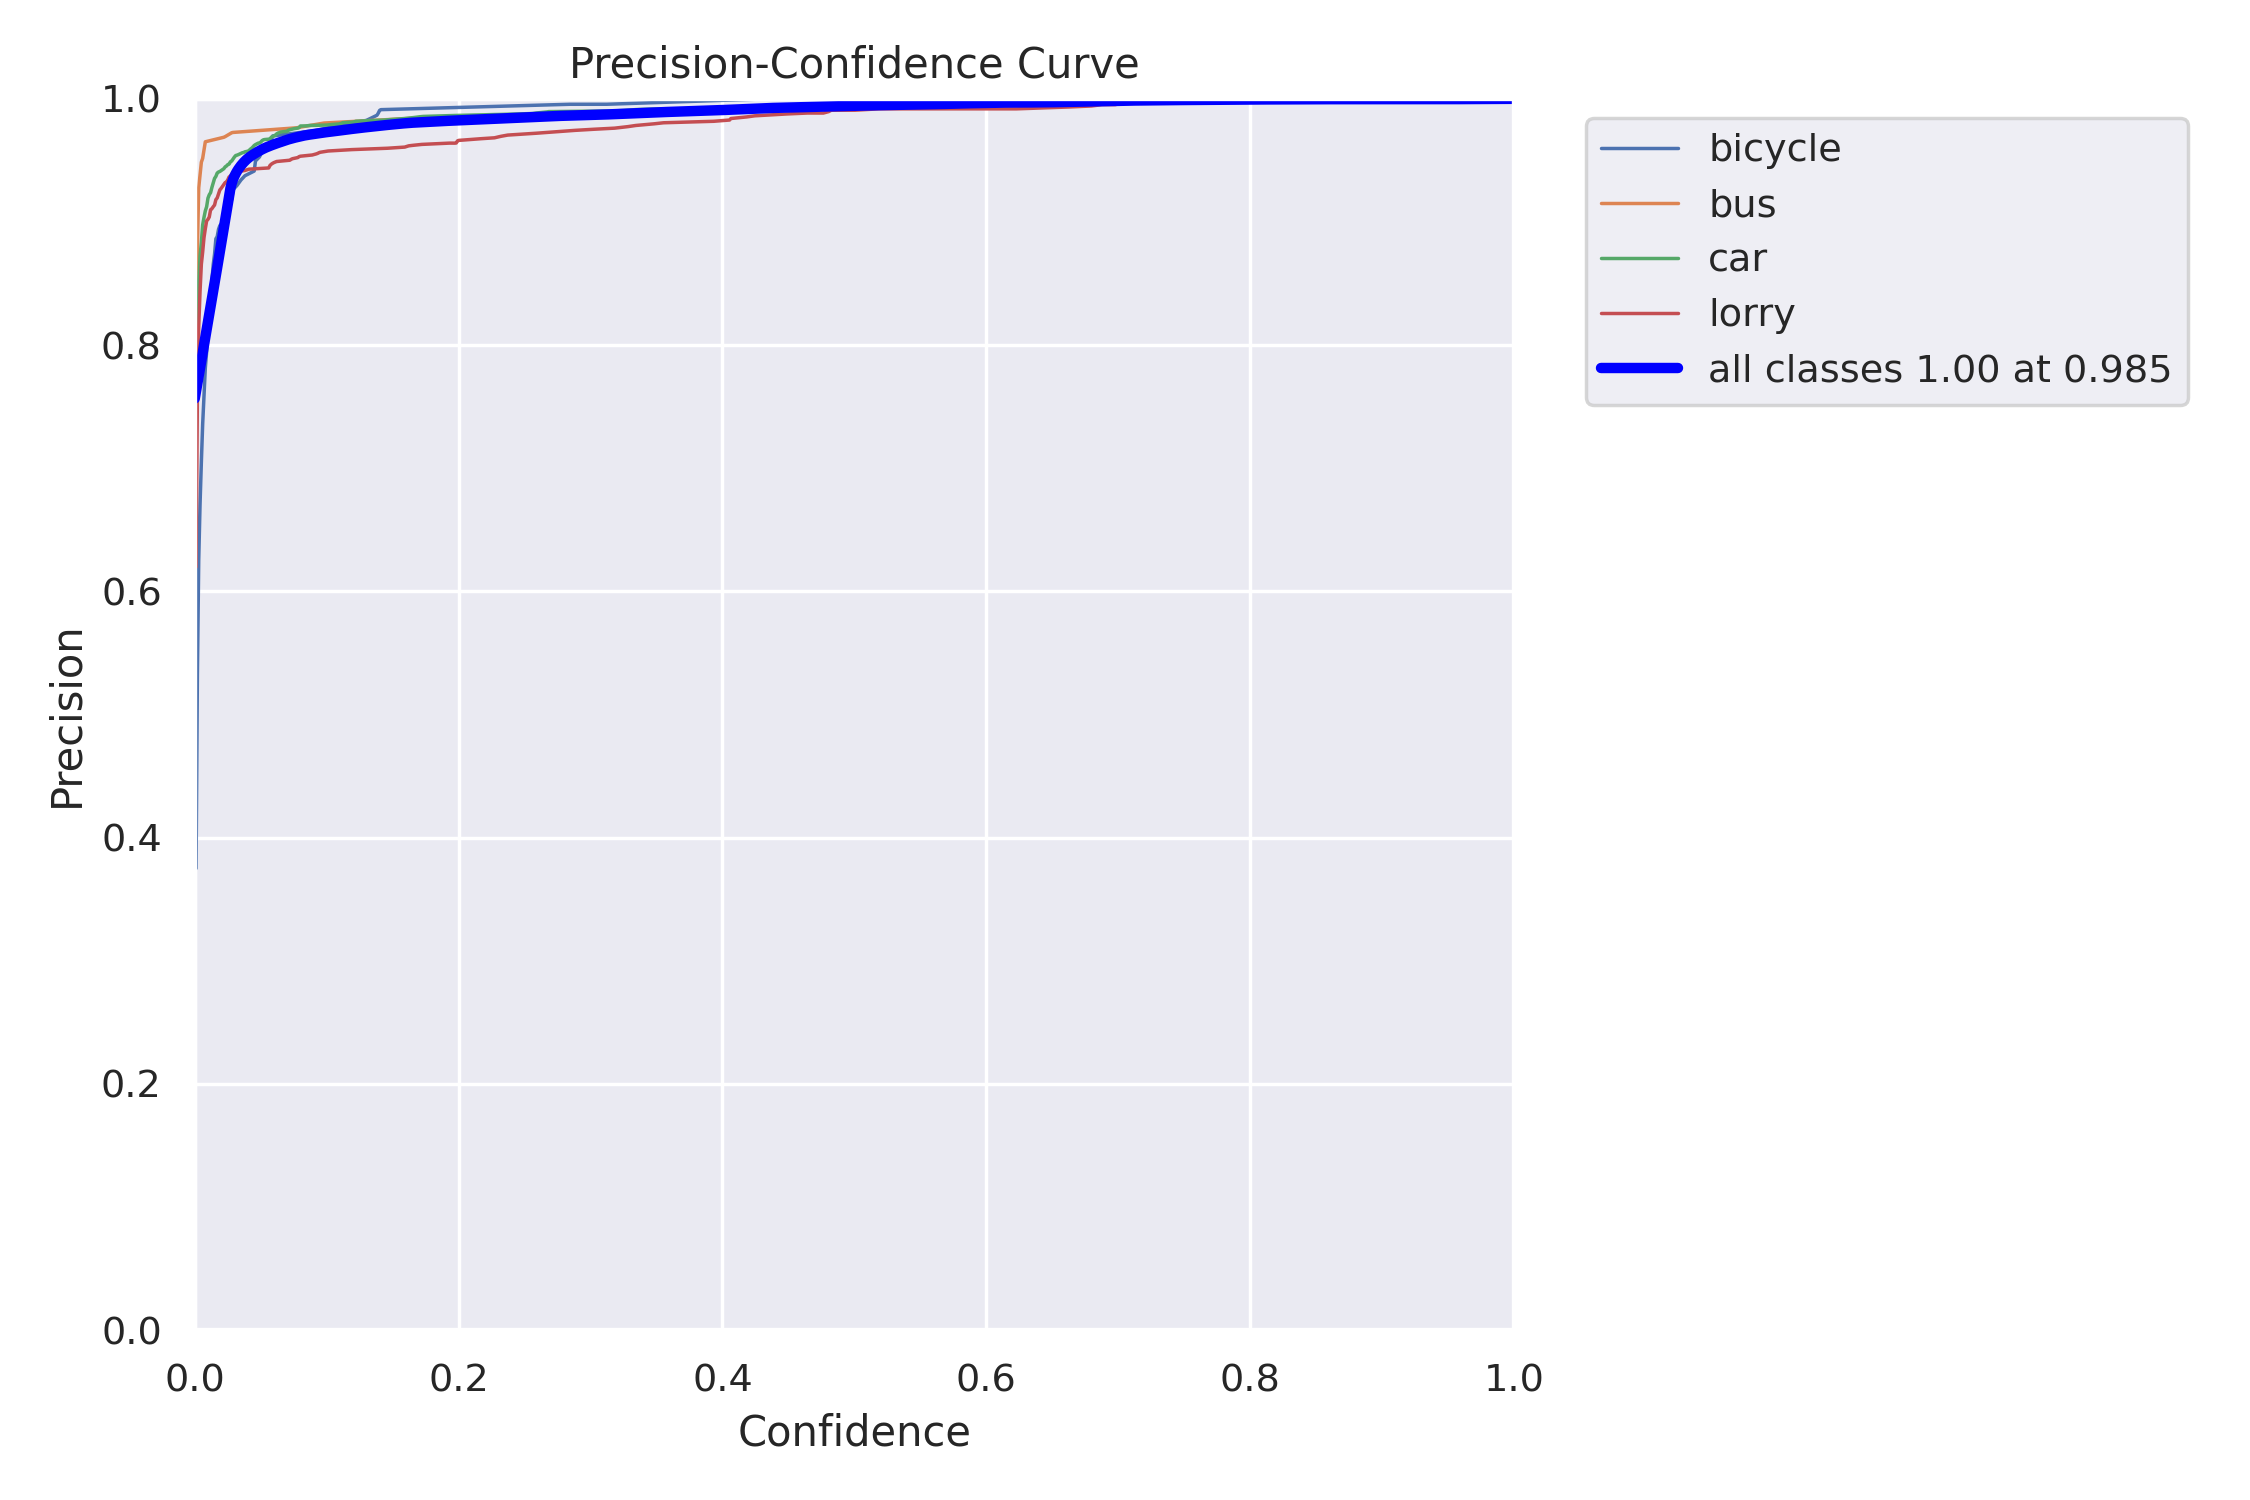 Precision-Confidence Curve
1.0
0.8
0.6
0.4
0.2
0.0
Precision
0.0 0.2 0.4 0.6 0.8 1.0
Confidence
bicycle
bus
car
lorry
all classes 1.00 at 0.985